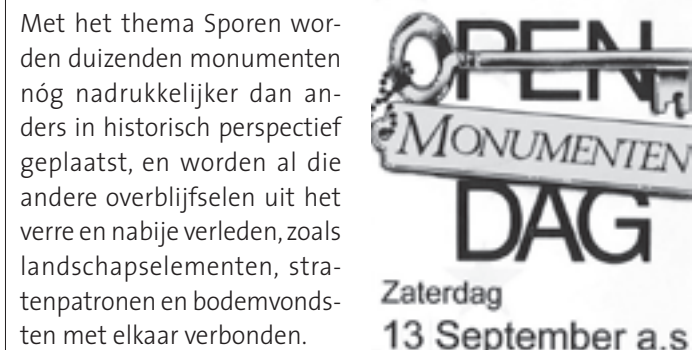 Met het thema Sporen wor-
den duizenden monumenten
nóg nadrukkelijker dan an-
ders in historisch perspectief
geplaatst, en worden al die
andere overblijfselen uit het
verre en nabije verleden, zoals
landschapselementen, stra-
tenpatronen en bodemvonds-
ten met elkaar verbonden.
OPEN
MONUMENTEN
DAG
Zaterdag
13 September a.s